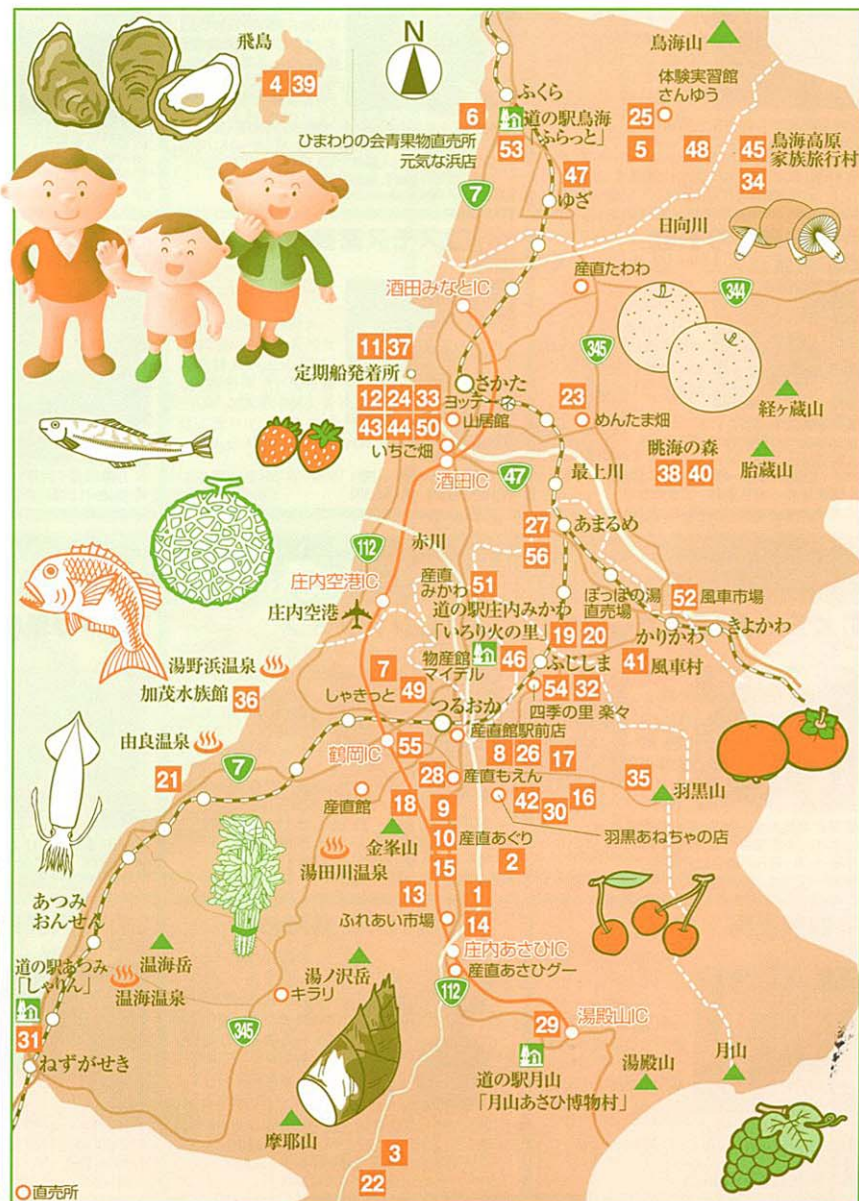 飛島
4 39
N
鳥海山
ふくら
体験実習館
さんゆう
6
道の駅鳥海
「ふらっと」
25
ひまわりの会青果物直売所
元気な浜店
53
5 48 45
鳥海高原
家族旅行村
34
7
47
ゆざ
日向川
酒田みなとIC
産直たわわ
344
345
11 37
定期船発着所
さかた
12 24 33
ヨッテーネ
山居館
23
めんたま畑
経ヶ蔵山
43 44 50
いちご畑
眺海の森
38 40
胎蔵山
酒田IC
47
最上川
27
あまるめ
56
112
赤川
庄内空港IC
産直
みかわ
51
ぽっぽの湯
直売場
52
風車市場
庄内空港
道の駅庄内みかわ
「いろり火の里」
19 20
かりかわ
きよかわ
湯野浜温泉
物産館
マイデル
46
ふじしま
41
風車村
加茂水族館
36
7
しゃきっと
49
54 32
四季の里 楽々
つるおか
産直館駅前店
由良温泉
鶴岡IC
55
8 26 17
21
7
28
産直もえん
35
羽黒山
産直館
18
9
42 30 16
金峯山
10
産直あぐり
羽黒あねちゃの店
湯田川温泉
15
2
13
1
あつみ
おんせん
ふれあい市場
14
庄内あさひIC
道の駅あつみ
「しゃりん」
温海岳
湯ノ沢岳
産直あさひグー
温海温泉
キラリ
112
31
345
29
湯殿山IC
ねずがせき
道の駅月山
「月山あさひ博物村」
湯殿山
月山
摩耶山
3
22
直売所